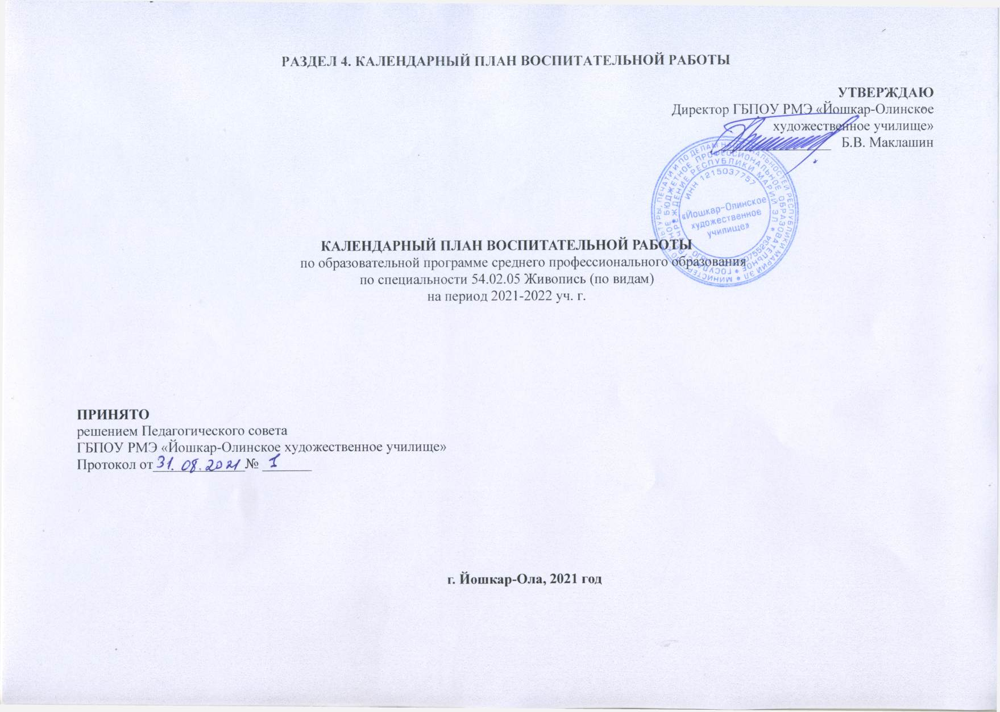 РАЗДЕЛ 4. КАЛЕНДАРНЫЙ ПЛАН ВОСПИТАТЕЛЬНОЙ РАБОТЫ
УТВЕРЖДАЮ
Директор ГБПОУ РМЭ «Йошкар-Олинское
художественное училище»
Б.В. Маклашин
ИНН 1215037757
«Йошкар-Олинское
художественное
училище»
КАЛЕНДАРНЫЙ ПЛАН ВОСПИТАТЕЛЬНОЙ РАБОТЫ
по образовательной программе среднего профессионального образования
по специальности 54.02.05 Живопись (по видам)
на период 2021-2022 уч. г.
ПРИНЯТО
решением Педагогического совета
ГБПОУ РМЭ «Йошкар-Олинское художественное училище»
Протокол от 31.08.2021 № 1
г. Йошкар-Ола, 2021 год